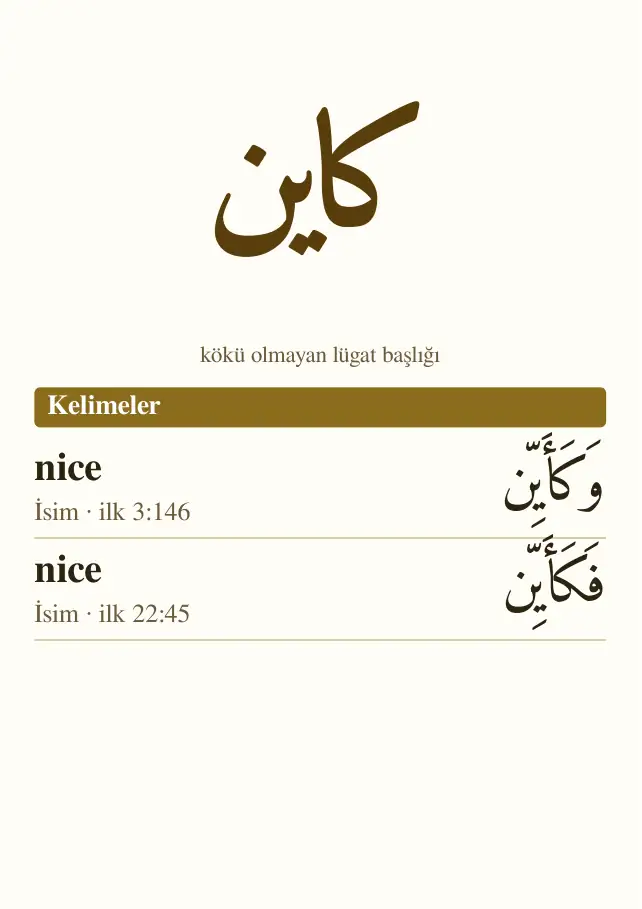 كاين
kökü olmayan lügat başlığı
Kelimeler
nice وَكَأَيِّن
İsim · ilk 3:146
nice فَكَأَيِّن
İsim · ilk 22:45